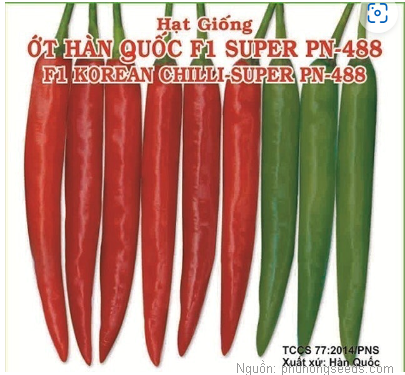 Hạt Giống
ỚT HÀN QUỐC F1 SUPER PN-488
F1 KOREAN CHILLI-SUPER PN-488
TCCS 77:2014/PNS
Xuất xứ: Hàn Quốc
Nguồn: phuhongseeds.com